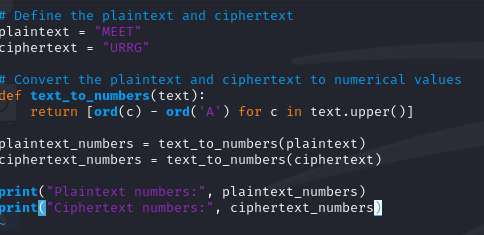 # Define the plaintext and ciphertext
plaintext = "MEET"
ciphertext = "URRG"
# Convert the plaintext and ciphertext to numerical values
def text_to_numbers(text):
    return [ord(c) - ord('A') for c in text.upper()]
plaintext_numbers = text_to_numbers(plaintext)
ciphertext_numbers = text_to_numbers(ciphertext)
print("Plaintext numbers:", plaintext_numbers)
print("Ciphertext numbers:", ciphertext_numbers)
~